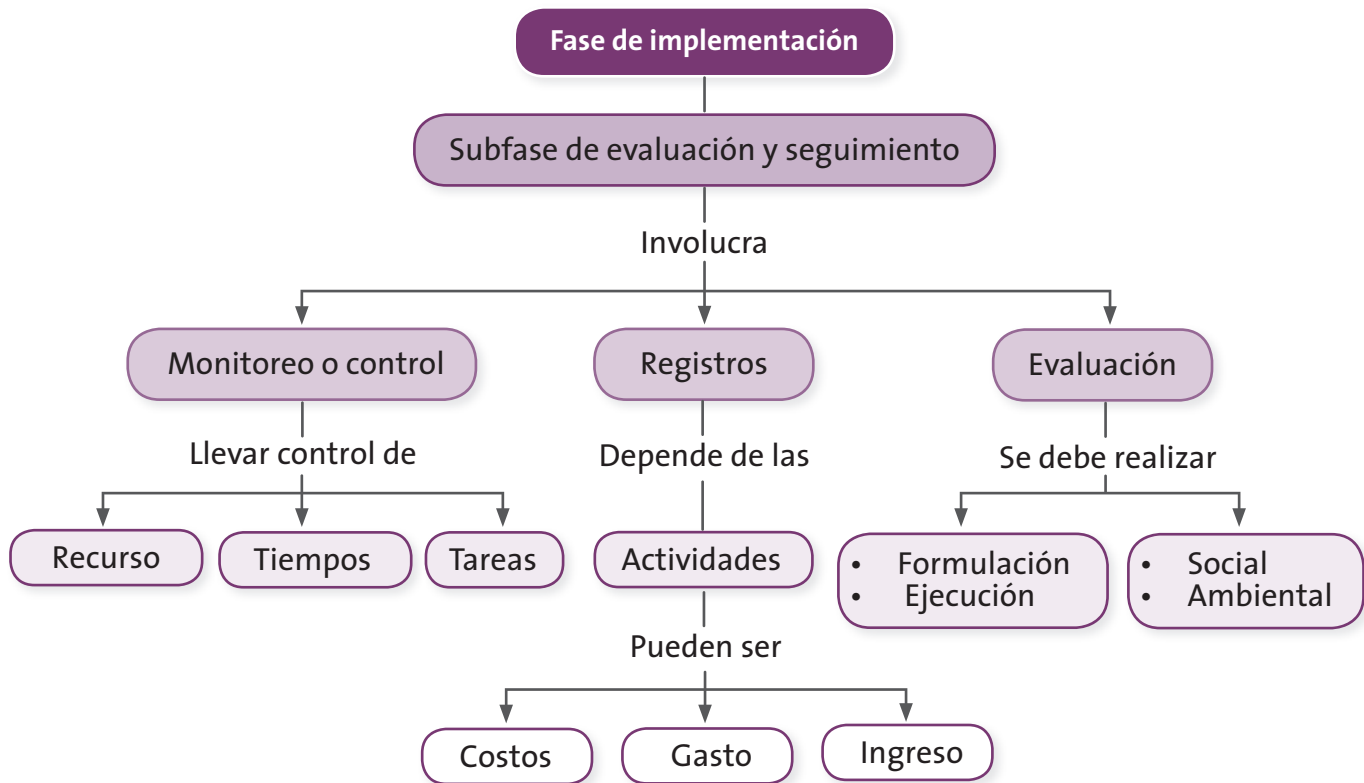 Fase de implementación
Subfase de evaluación y seguimiento
Involucra
Monitoreo o control
Registros
Evaluación
Llevar control de
Depende de las
Se debe realizar
Recurso
Tiempos
Tareas
Actividades
• Formulación
• Ejecución
• Social
• Ambiental
Pueden ser
Costos
Gasto
Ingreso